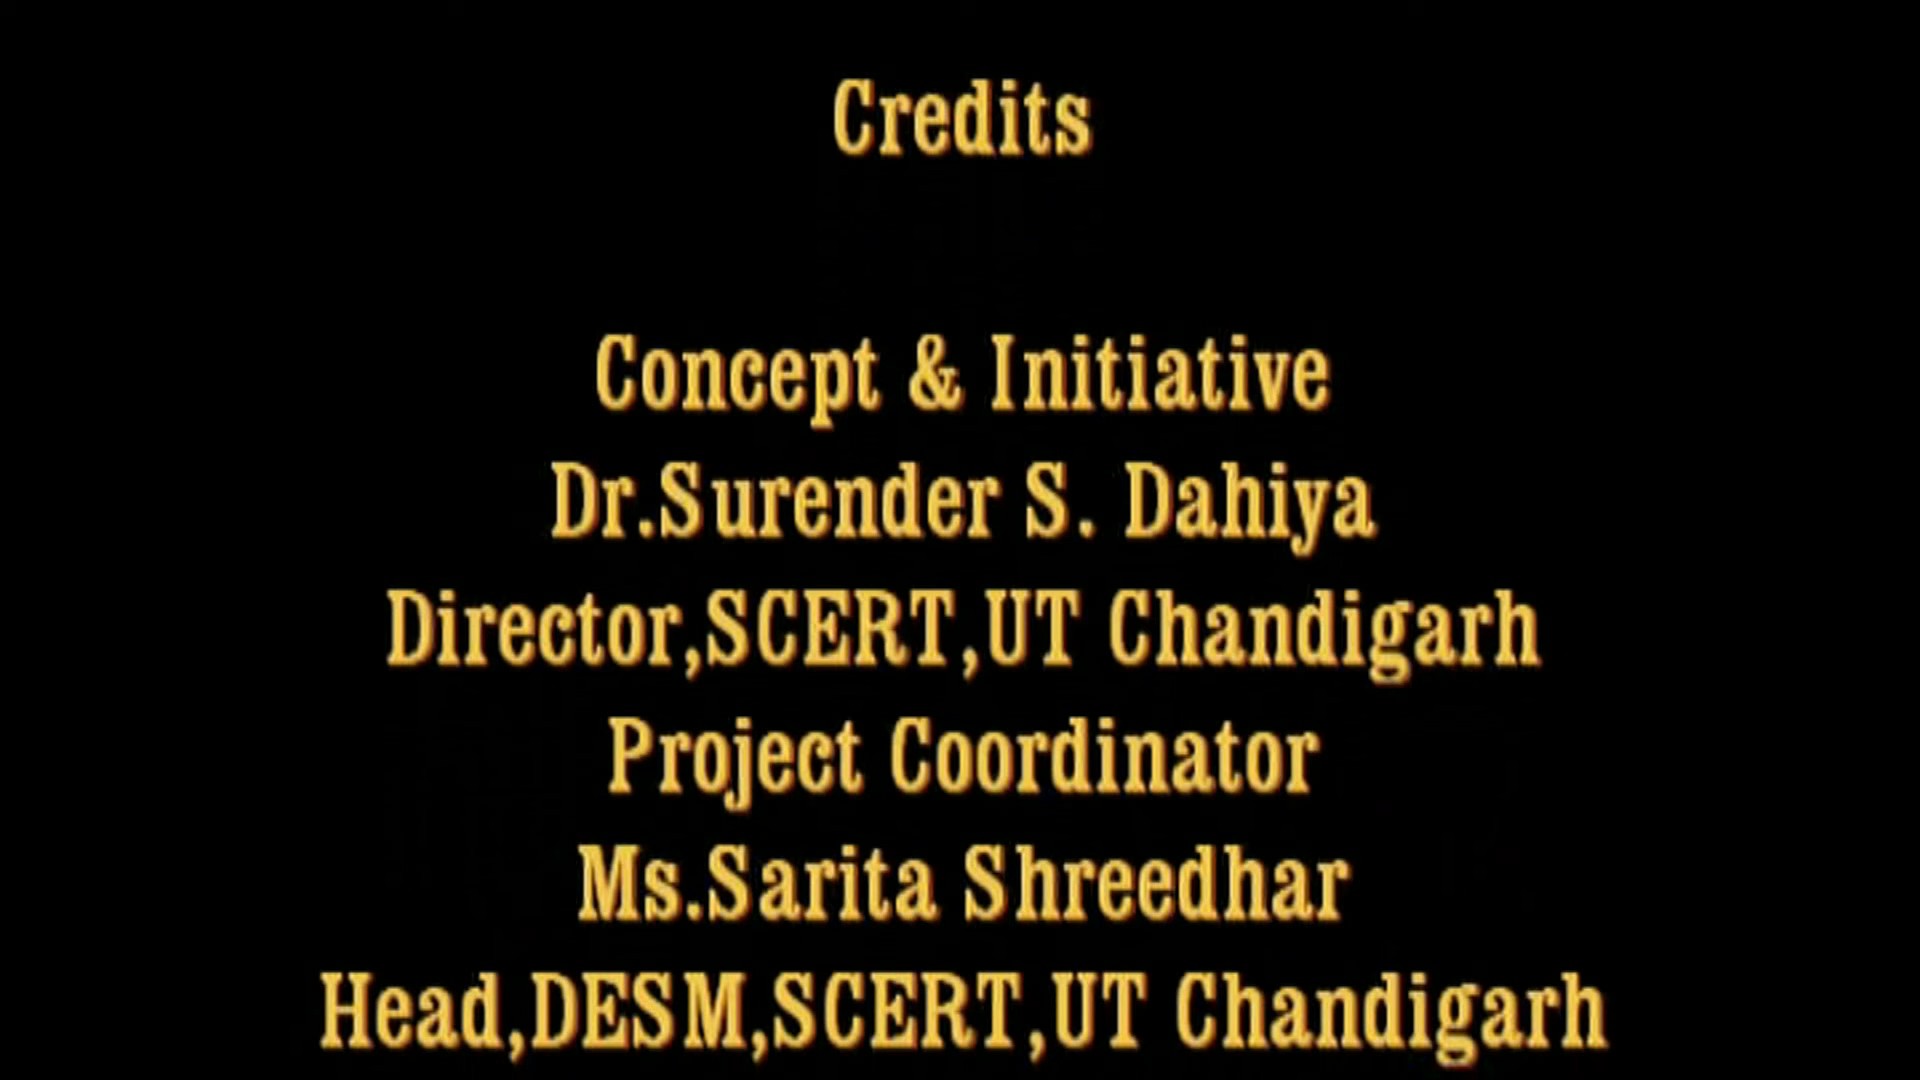 Credits
Concept & Initiative
Dr.Surender S. Dahiya
Director,SCERT,UT Chandigarh
Project Coordinator
Ms.Sarita Shreedhar
Head,DESM,SCERT,UT Chandigarh